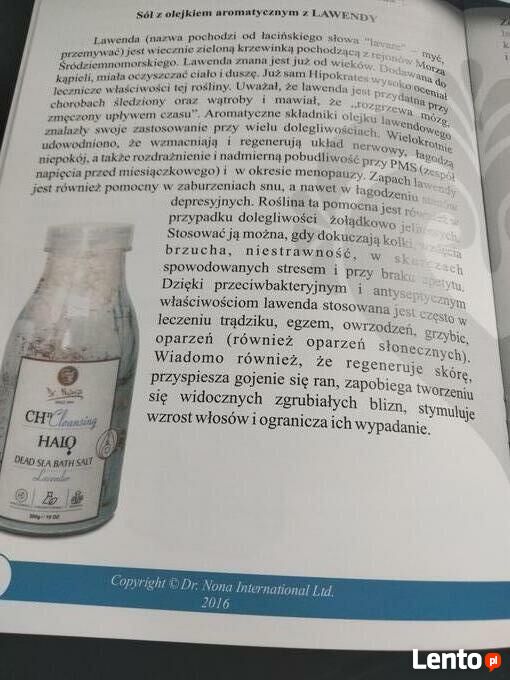 Sól z olejkiem aromatycznym z LAWENDY
Lawenda (nazwa pochodzi od łacińskiego słowa "lavare" – myć,
przemywać) jest wiecznie zieloną krzewinką pochodzącą z rejonów Morza
Śródziemnomorskiego. Lawenda znana jest już od wieków. Dodawana do
kąpieli, miała oczyszczać ciało i duszę. Już sam Hipokrates wysoko oceniał
lecznicze właściwości tej rośliny. Uważał, że lawenda jest przydatna przy
chorobach śledziony oraz wątroby i mawiał, że „rozgrzewa mózg,
zmęczony upływem czasu". Aromatyczne składniki olejku lawendowego
znalazły swoje zastosowanie przy wielu dolegliwościach. Wielokrotnie
udowodniono, że wzmacniają i regenerują układ nerwowy, łagodzą
niepokój, a także rozdrażnienie i nadmierną pobudliwość przy PMS (zespół
napięcia przed miesiączkowego) i w okresie menopauzy. Zapach lawendy
jest również pomocny w zaburzeniach snu, a nawet w łagodzeniu stanów
depresyjnych. Roślina ta pomocna jest również w
przypadku dolegliwości żołądkowo jelitowych.
Stosować ją można, gdy dokuczają kolki, wzdęcia
brzucha, niestrawność, w skurczach
spowodowanych stresem i przy braku apetytu.
Dzięki przeciwbakteryjnym i antyseptycznym
właściwościom lawenda stosowana jest często w
leczeniu trądziku, egzem, owrzodzeń, grzybic,
oparzeń (również oparzeń słonecznych).
Wiadomo również, że regeneruje skórę,
przyspiesza gojenie się ran, zapobiega tworzeniu
się widocznych zgrubiałych blizn, stymuluje
wzrost włosów i ogranicza ich wypadanie.
Dr. Nona
CHⁿ Cleansing
HALO
DEAD SEA BATH SALT
Lavender
Copyright © Dr. Nona International Ltd.
2016
Lento.pl